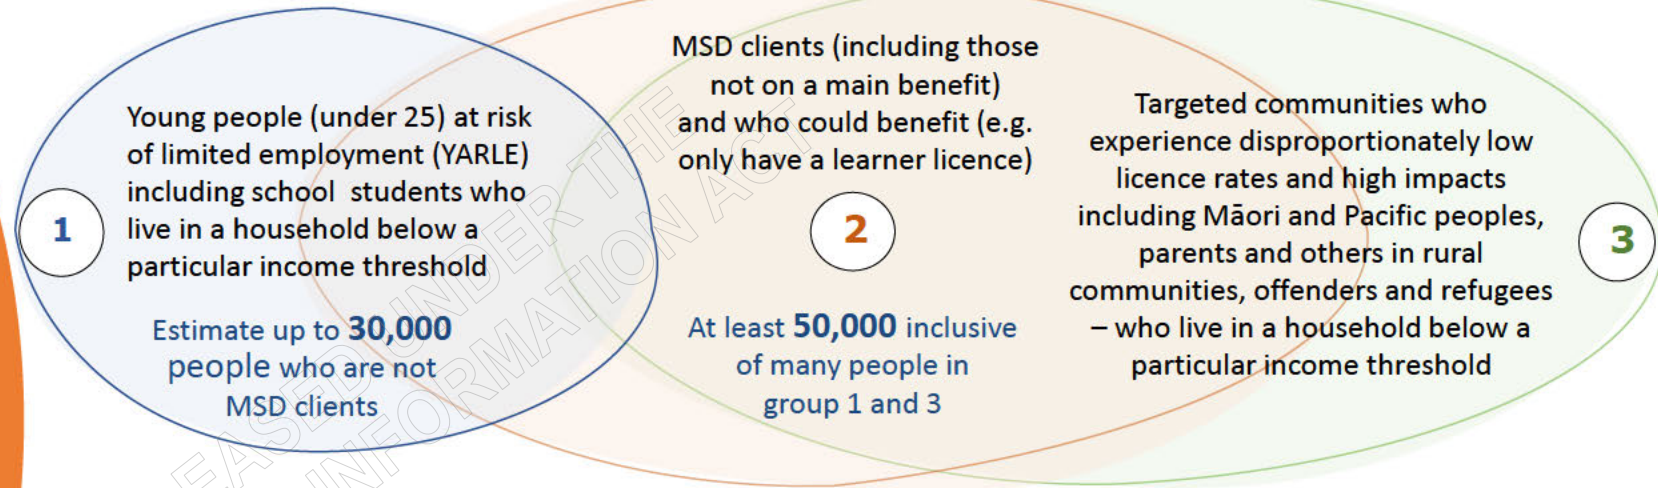 Young people (under 25) at risk
of limited employment (YARLE)
including school students who
live in a household below a
particular income threshold
1
Estimate up to 30,000
people who are not
MSD clients
MSD clients (including those
not on a main benefit)
and who could benefit (e.g.
only have a learner licence)
2
At least 50,000 inclusive
of many people in
group 1 and 3
Targeted communities who
experience disproportionately low
licence rates and high impacts
including Māori and Pacific peoples,
parents and others in rural
communities, offenders and refugees
– who live in a household below a
particular income threshold
3
EASED UNDER THE
INFORMATION ACT